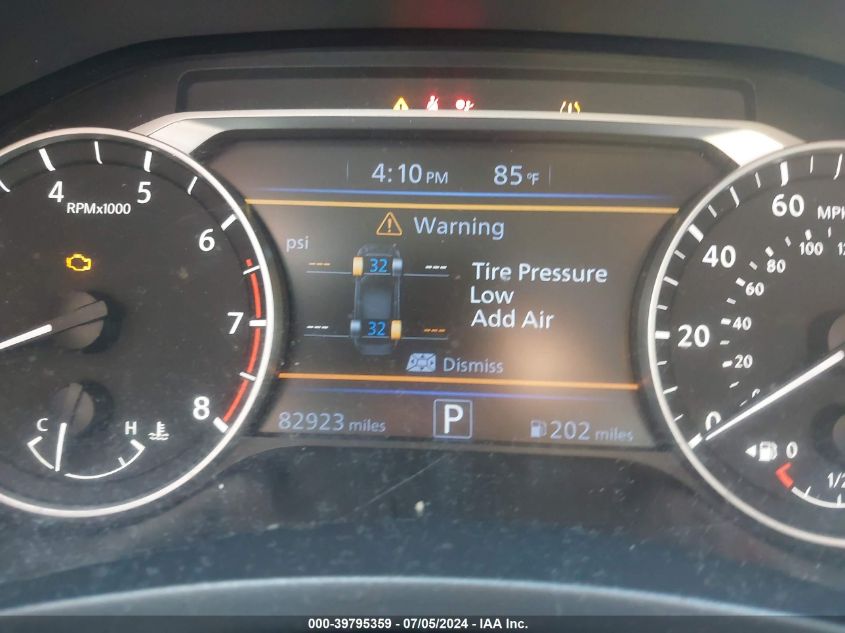 4:10 PM 85°F
4 5
RPMx1000
6
7
8
C H
Warning
psi
--- 32 ---
--- 32 ---
Tire Pressure
Low
Add Air
Dismiss
82923 miles P 202 miles
60 MPH
100
40 80
60
20 40
20
0 0
0
1/2
000-39795359 - 07/05/2024 - IAA Inc.